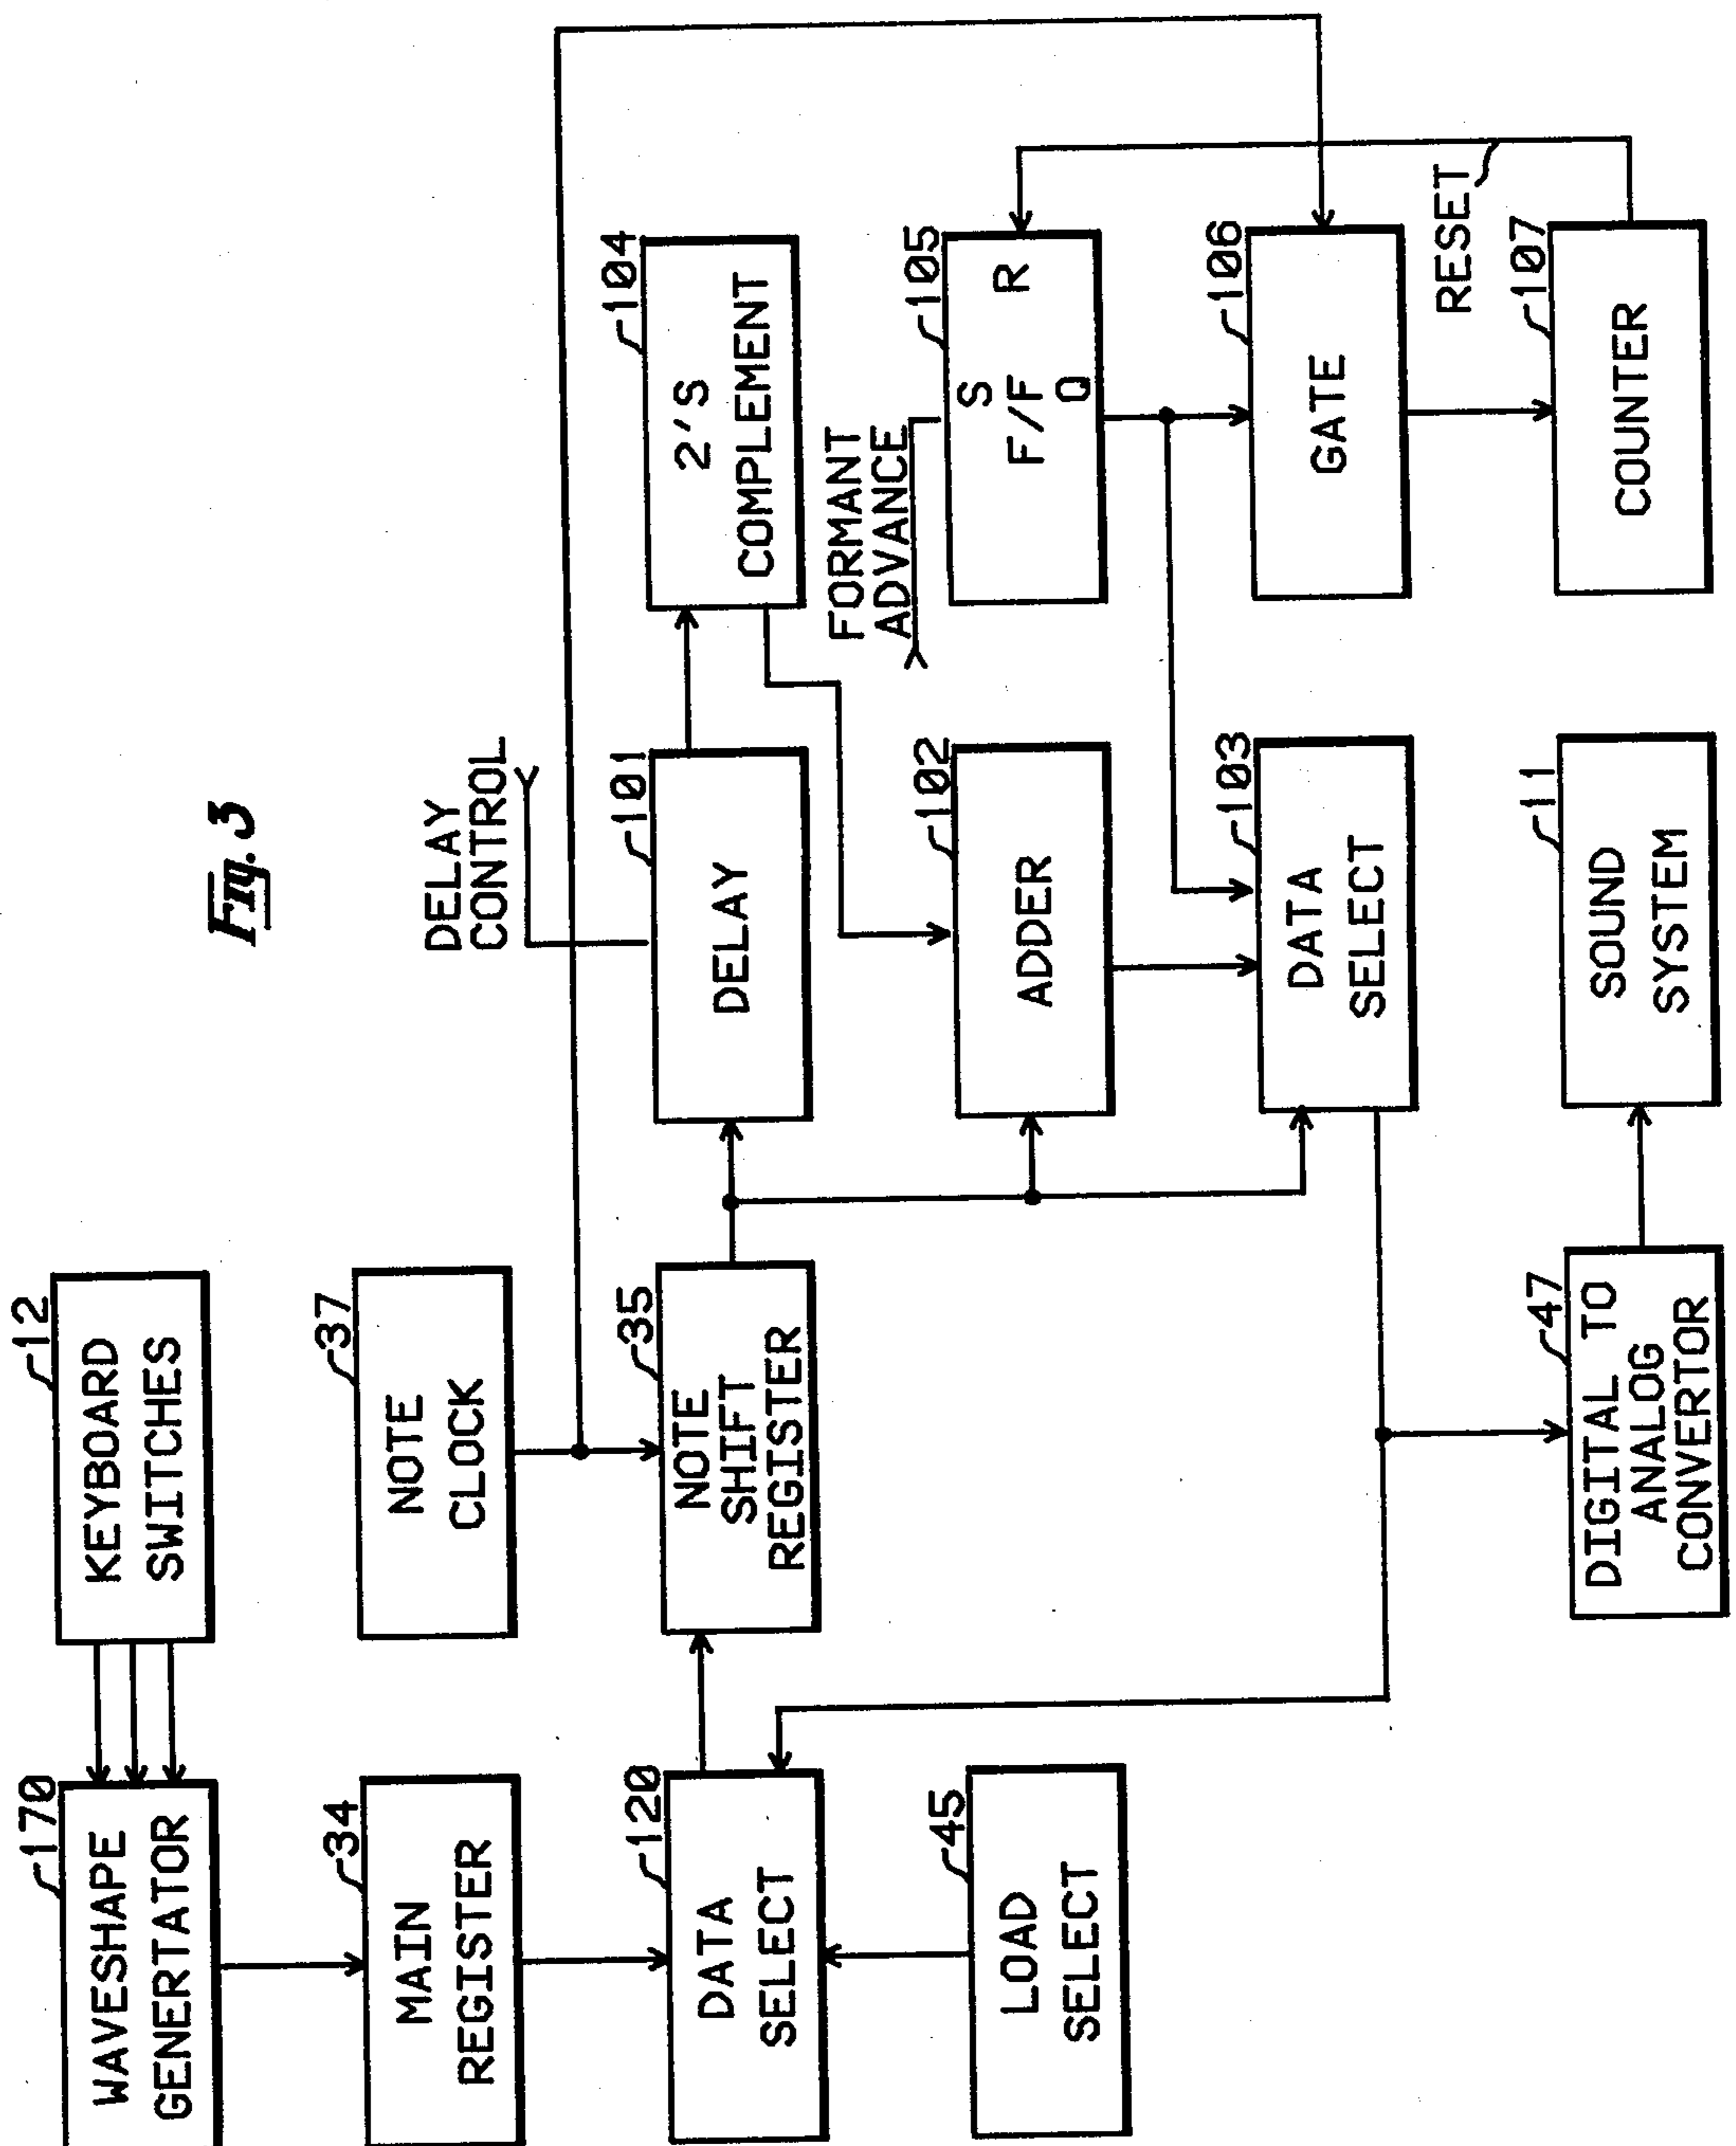 Fig. 3
170
WAVESHAPE
GENERTATOR
12
KEYBOARD
SWITCHES
34
MAIN
REGISTER
37
NOTE
CLOCK
DELAY
CONTROL
120
DATA
SELECT
35
NOTE
SHIFT
REGISTER
101
DELAY
104
2'S
COMPLEMENT
FORMANT
ADVANCE
45
LOAD
SELECT
102
ADDER
105
S
F/F R
Q
103
DATA
SELECT
106
GATE
RESET
47
DIGITAL TO
ANALOG
CONVERTOR
11
SOUND
SYSTEM
107
COUNTER